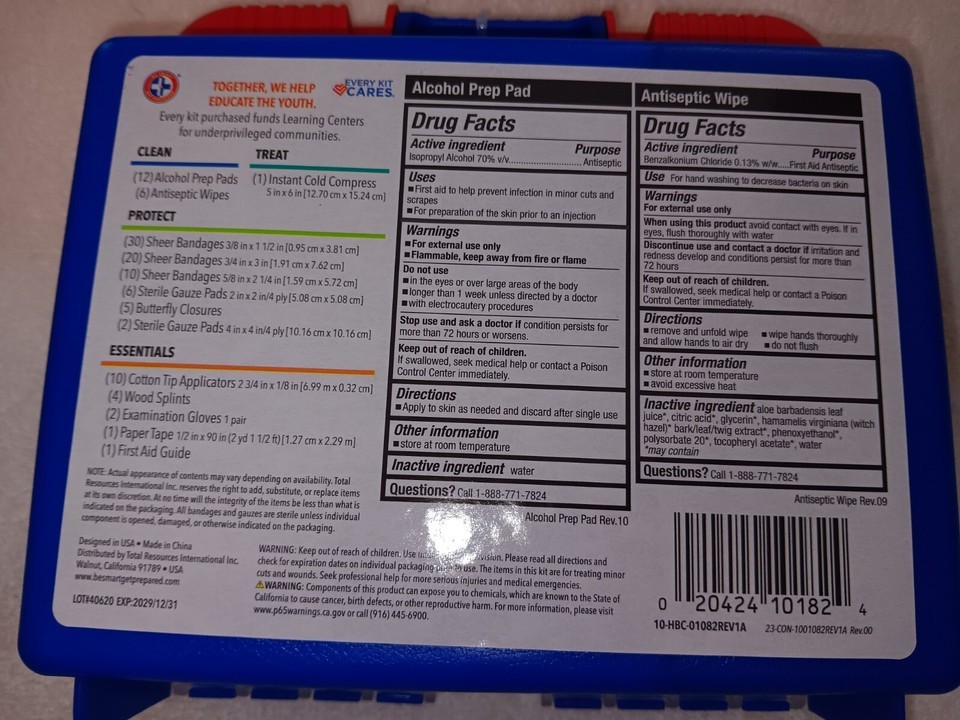 TOGETHER, WE HELP
EDUCATE THE YOUTH.
EVERY KIT
CARES
Every kit purchased funds Learning Centers
for underprivileged communities.
CLEAN
(12) Alcohol Prep Pads
(6) Antiseptic Wipes
TREAT
(1) Instant Cold Compress
5 in x 6 in [12.70 cm x 15.24 cm]
PROTECT
(30) Sheer Bandages 3/8 in x 1 1/2 in [0.95 cm x 3.81 cm]
(20) Sheer Bandages 3/4 in x 3 in [1.91 cm x 7.62 cm]
(10) Sheer Bandages 5/8 in x 2 1/4 in [1.59 cm x 5.72 cm]
(6) Sterile Gauze Pads 2 in x 2 in/4 ply [5.08 cm x 5.08 cm]
(5) Butterfly Closures
(2) Sterile Gauze Pads 4 in x 4 in/4 ply [10.16 cm x 10.16 cm]
ESSENTIALS
(10) Cotton Tip Applicators 2 3/4 in x 1/8 in [6.99 m x 0.32 cm]
(4) Wood Splints
(2) Examination Gloves 1 pair
(1) Paper Tape 1/2 in x 90 in (2 yd 1 1/2 ft) [1.27 cm x 2.29 m]
(1) First Aid Guide
NOTE: Actual appearance of contents may vary depending on availability. Total
Resources International Inc. reserves the right to add, substitute, or replace items
at its own discretion. At no time will the integrity of the items be less than what is
indicated on the packaging. All bandages and gauzes are sterile unless individual
component is opened, damaged, or otherwise indicated on the packaging.
Designed in USA • Made in China
Distributed by Total Resources International Inc.
Walnut, California 91789 • USA
www.besmartgetprepared.com
LOT#40620 EXP:2029/12/31
Alcohol Prep Pad
Drug Facts
Active ingredient Purpose
Isopropyl Alcohol 70% v/v..............................Antiseptic
Uses
■ First aid to help prevent infection in minor cuts and
scrapes
■ For preparation of the skin prior to an injection
Warnings
■ For external use only
■ Flammable, keep away from fire or flame
Do not use
■ in the eyes or over large areas of the body
■ longer than 1 week unless directed by a doctor
■ with electrocautery procedures
Stop use and ask a doctor if condition persists for
more than 72 hours or worsens.
Keep out of reach of children.
If swallowed, seek medical help or contact a Poison
Control Center immediately.
Directions
■ Apply to skin as needed and discard after single use
Other information
■ store at room temperature
Inactive ingredient water
Questions? Call 1-888-771-7824
Alcohol Prep Pad Rev.10
Antiseptic Wipe
Drug Facts
Active ingredient Purpose
Benzalkonium Chloride 0.13% w/w.....First Aid Antiseptic
Use For hand washing to decrease bacteria on skin
Warnings
For external use only
When using this product avoid contact with eyes. If in
eyes, flush thoroughly with water
Discontinue use and contact a doctor if irritation and
redness develop and conditions persist for more than
72 hours
Keep out of reach of children.
If swallowed, seek medical help or contact a Poison
Control Center immediately.
Directions
■ remove and unfold wipe ■ wipe hands thoroughly
and allow hands to air dry ■ do not flush
Other information
■ store at room temperature
■ avoid excessive heat
Inactive ingredient aloe barbadensis leaf
juice*, citric acid*, glycerin*, hamamelis virginiana (witch
hazel)* bark/leaf/twig extract*, phenoxyethanol*,
polysorbate 20*, tocopheryl acetate*, water
*may contain
Questions? Call 1-888-771-7824
Antiseptic Wipe Rev.09
WARNING: Keep out of reach of children. Use Please read all directions and
check for expiration dates on individual packaging use. The items in this kit are for treating minor
cuts and wounds. Seek professional help for more serious injuries and medical emergencies.
⚠WARNING: Components of this product can expose you to chemicals, which are known to the State of
California to cause cancer, birth defects, or other reproductive harm. For more information, please visit
www.p65warnings.ca.gov or call (916) 445-6900.
0 20424 10182 4
10-HBC-01082REV1A 23-CON-1001082REV1A Rev.00